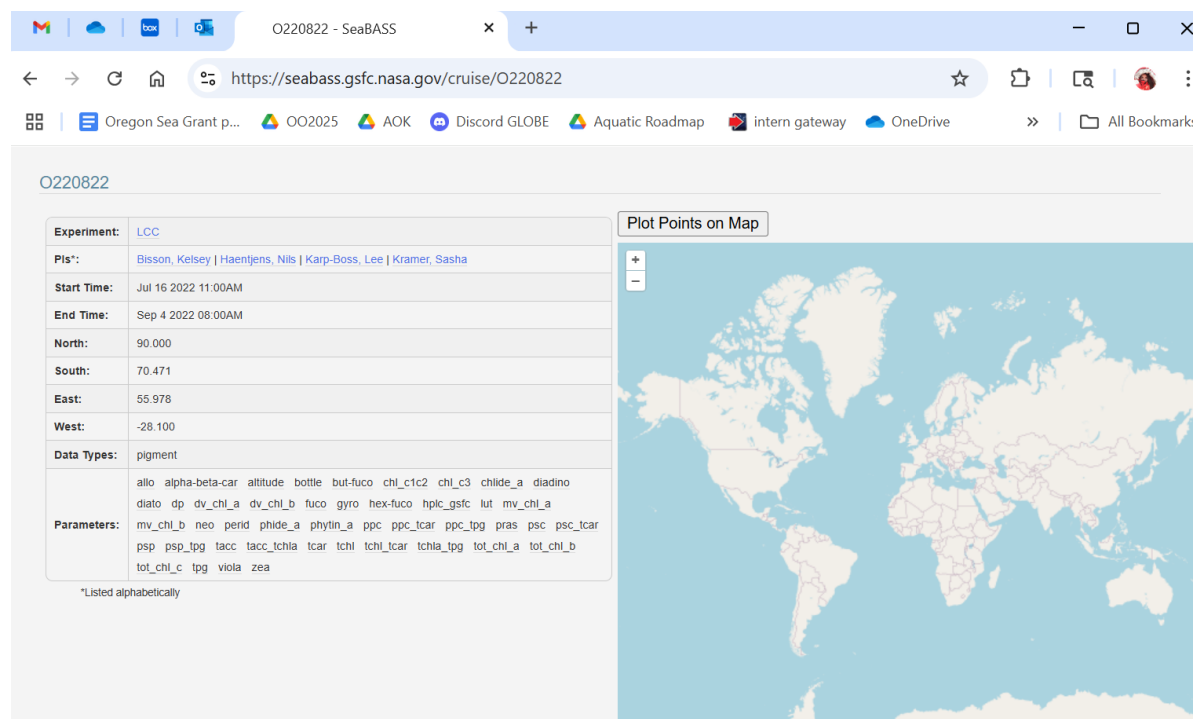 O220822 - SeaBASS
https://seabass.gsfc.nasa.gov/cruise/O220822
Oregon Sea Grant p... OO2025 AOK Discord GLOBE Aquatic Roadmap intern gateway OneDrive » All Bookmarks
O220822
Plot Points on Map
Experiment: LCC
PIs*: Bisson, Kelsey | Haentjens, Nils | Karp-Boss, Lee | Kramer, Sasha
Start Time: Jul 16 2022 11:00AM
End Time: Sep 4 2022 08:00AM
North: 90.000
South: 70.471
East: 55.978
West: -28.100
Data Types: pigment
Parameters:
allo alpha-beta-car altitude bottle but-fuco chl_c1c2 chl_c3 chlide_a diadino
diato dp dv_chl_a dv_chl_b fuco gyro hex-fuco hplc_gsfc lut mv_chl_a
mv_chl_b neo perid phide_a phytin_a ppc ppc_tcar ppc_tpg pras psc psc_tcar
psp psp_tpg tacc tacc_tchla tcar tchl tchl_tcar tchla_tpg tot_chl_a tot_chl_b
tot_chl_c tpg viola zea
*Listed alphabetically
+
−
box